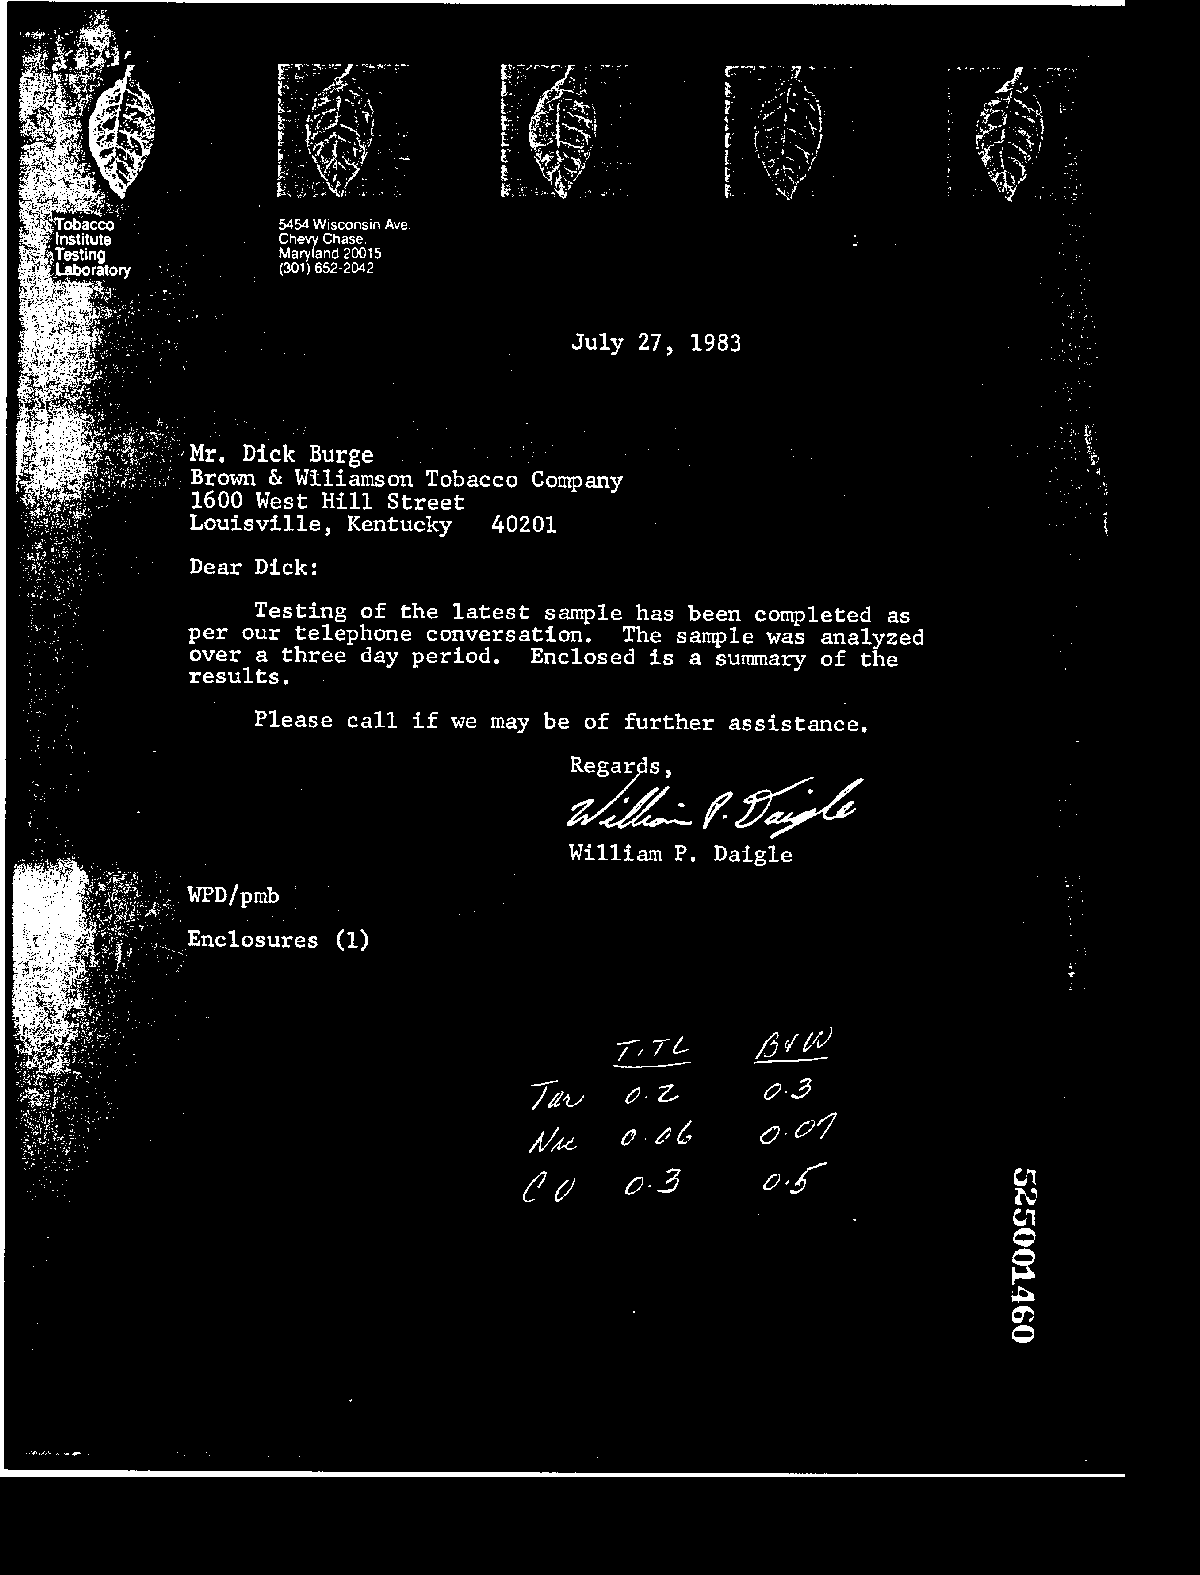 Tobacco
Institute
Testing
Laboratory
5454 Wisconsin Ave.
Chevy Chase,
Maryland 20015
(301) 652-2042
July 27, 1983
Mr. Dick Burge
Brown & Wiliamson Tobacco Company
1600 West Hill Street
Louisville, Kentucky 40201
Dear Dick:
Testing of the latest sample has been completed as
per our telephone conversation. The sample was analyzed
over a three day period. Enclosed is a summary of the
results.
Please call if we may be of further assistance.
Regards,
William P. Daigle
William P. Daigle
WPD/pmb
Enclosures (1)
TITL B&W
Tar 0.2 0.3
Nic 0.06 0.07
CO 0.3 0.5
525001460